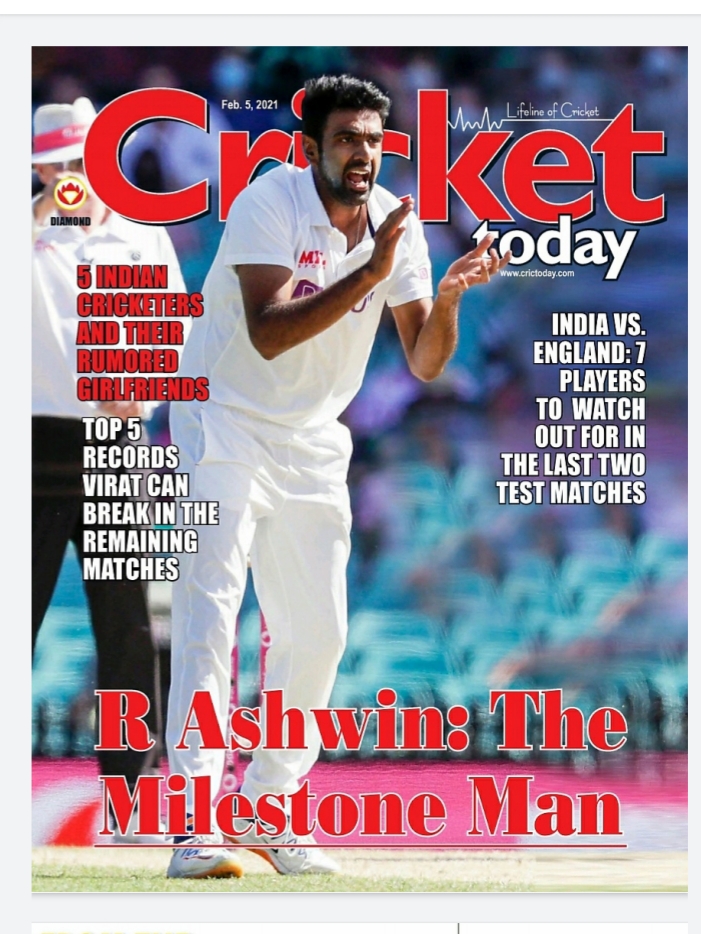 Feb. 5, 2021
Lifeline of Cricket
Cricket
today
www.crictoday.com
DIAMOND
5 INDIAN
CRICKETERS
AND THEIR
RUMORED
GIRLFRIENDS
TOP 5
RECORDS
VIRAT CAN
BREAK IN THE
REMAINING
MATCHES
INDIA VS.
ENGLAND: 7
PLAYERS
TO WATCH
OUT FOR IN
THE LAST TWO
TEST MATCHES
R Ashwin: The
Milestone Man